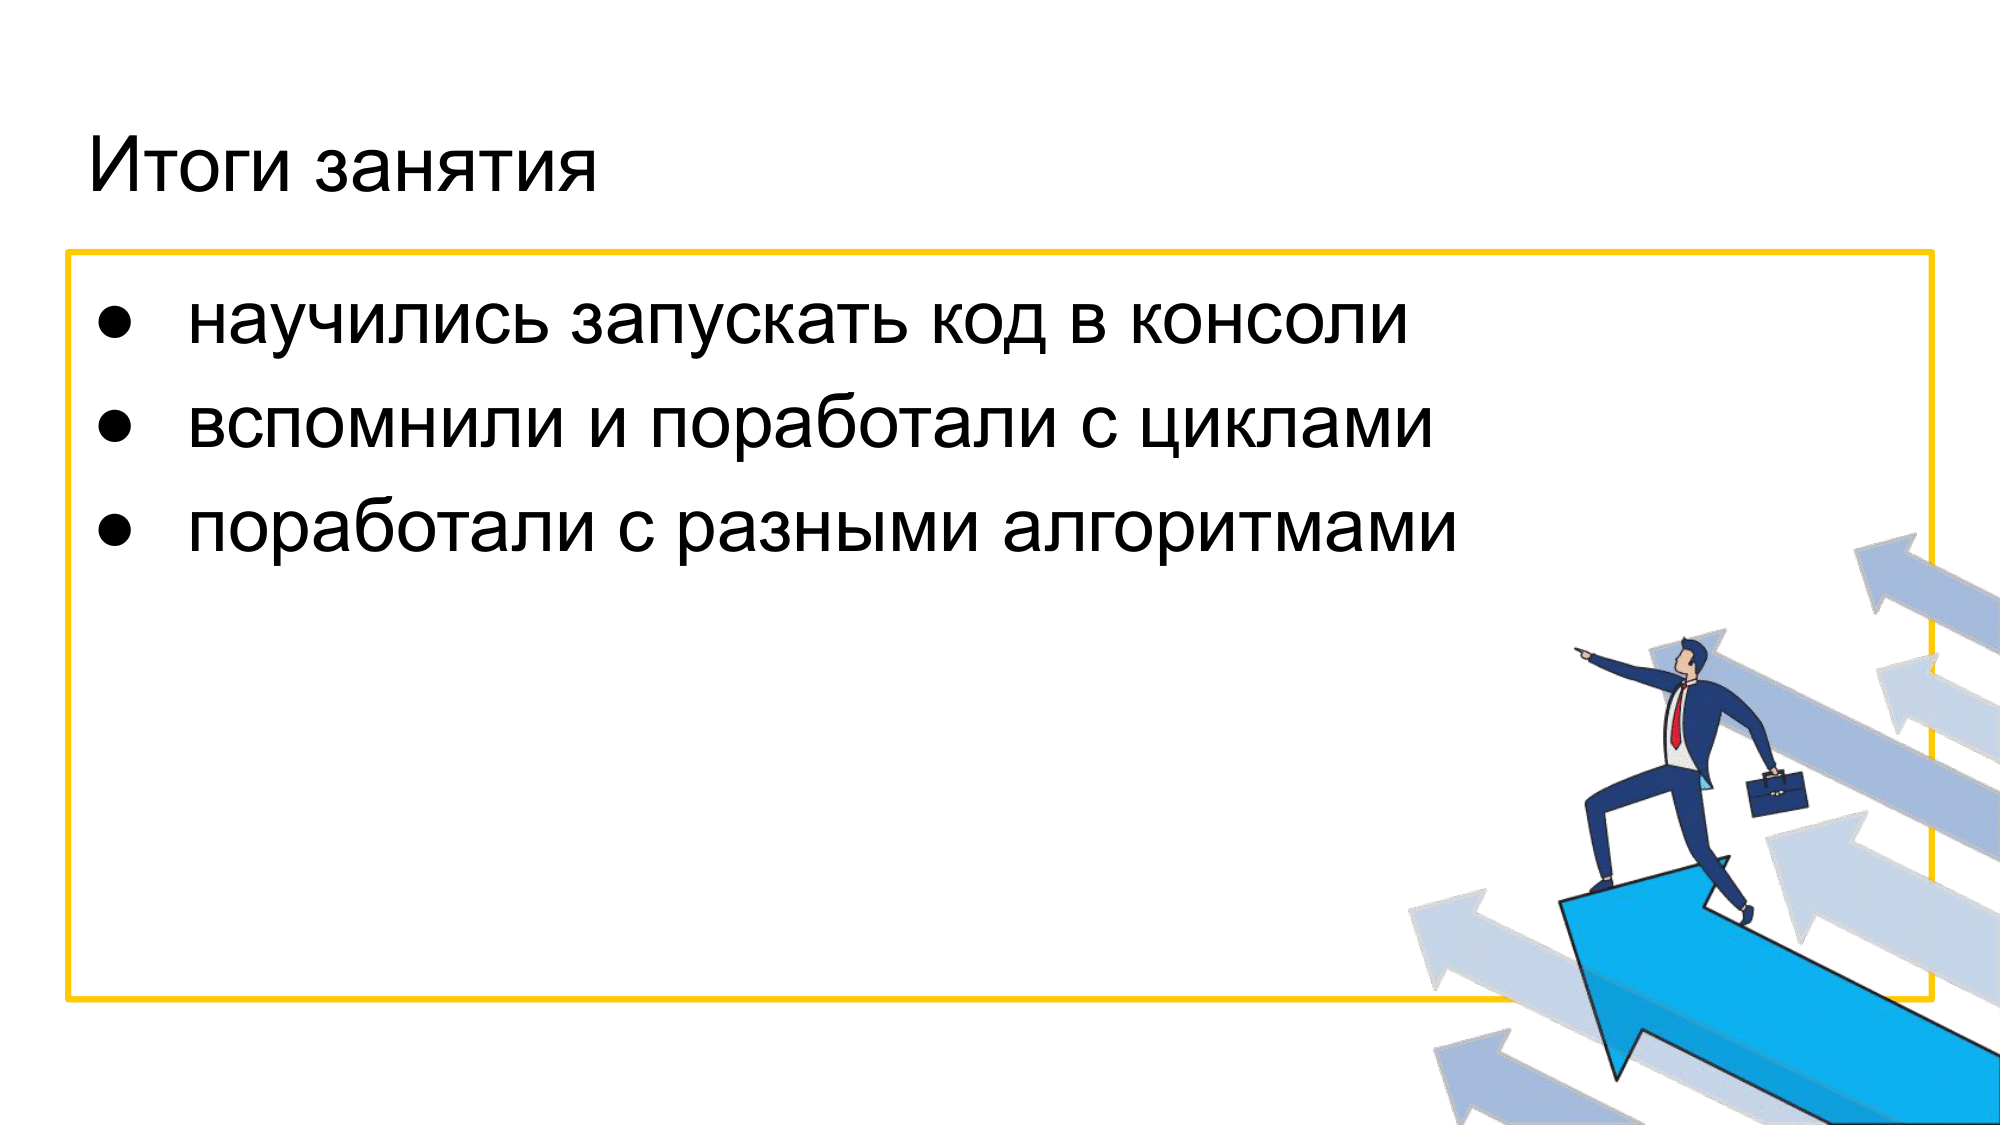 Итоги занятия
● научились запускать код в консоли
● вспомнили и поработали с циклами
● поработали с разными алгоритмами